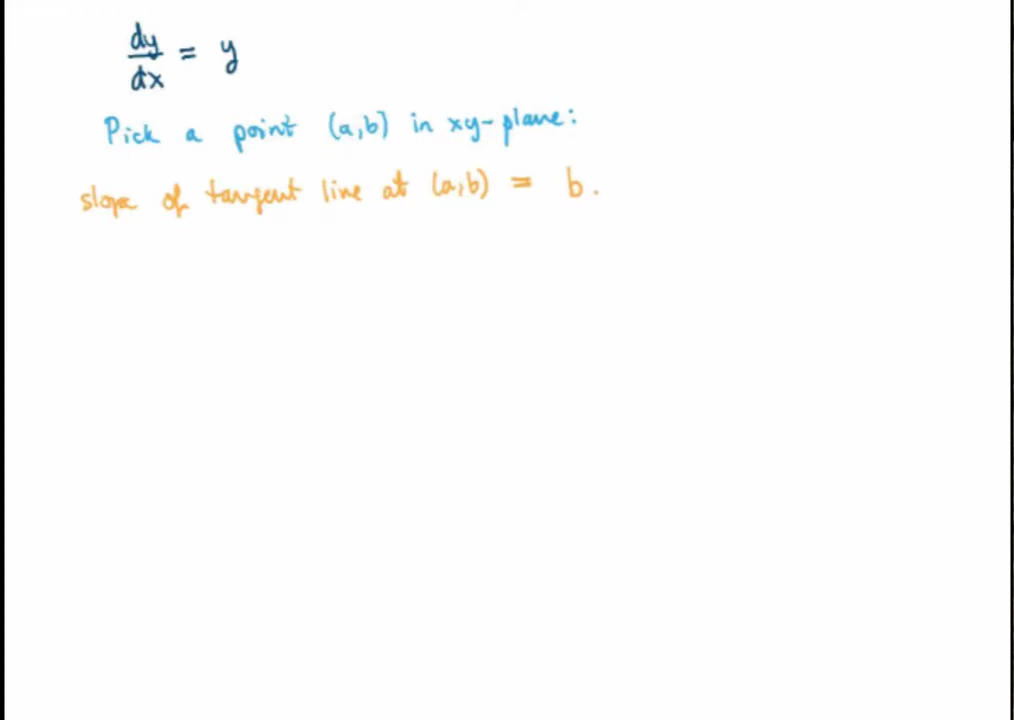 dy/dx = y
Pick a point (a,b) in xy-plane:
slope of tangent line at (a,b) = b.